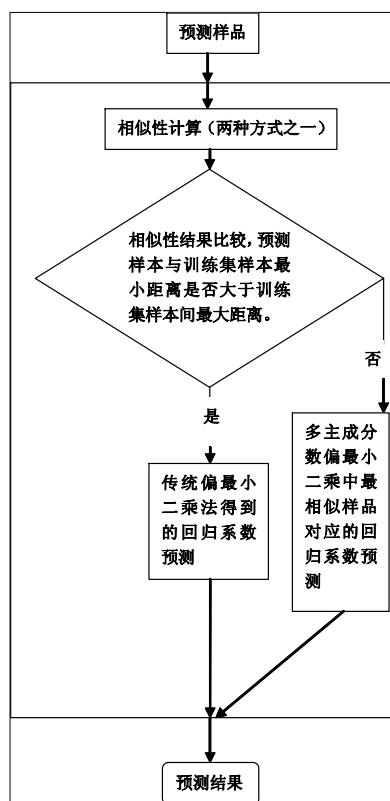 预测样品
相似性计算（两种方式之一）
相似性结果比较，预测
样本与训练集样本最
小距离是否大于训练
集样本间最大距离。
否
是
传统偏最小
二乘法得到
的回归系数
预测
多主成分
数偏最小
二乘中最
相似样品
对应的回
归系数预
测
预测结果